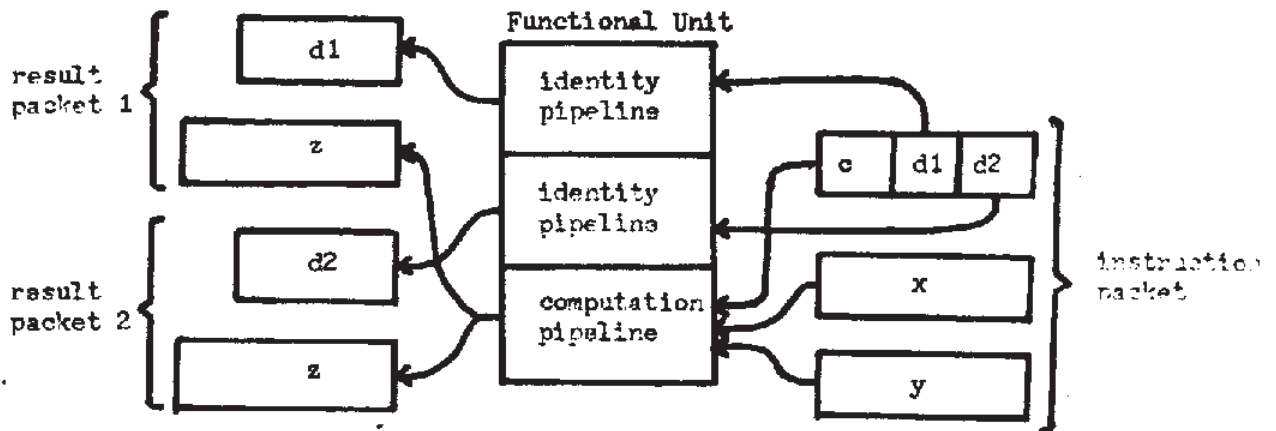 Functional Unit
result
packet 1
d1
z
result
packet 2
d2
z
identity
pipeline
identity
pipeline
computation
pipeline
c
d1
d2
x
y
instruction
packet